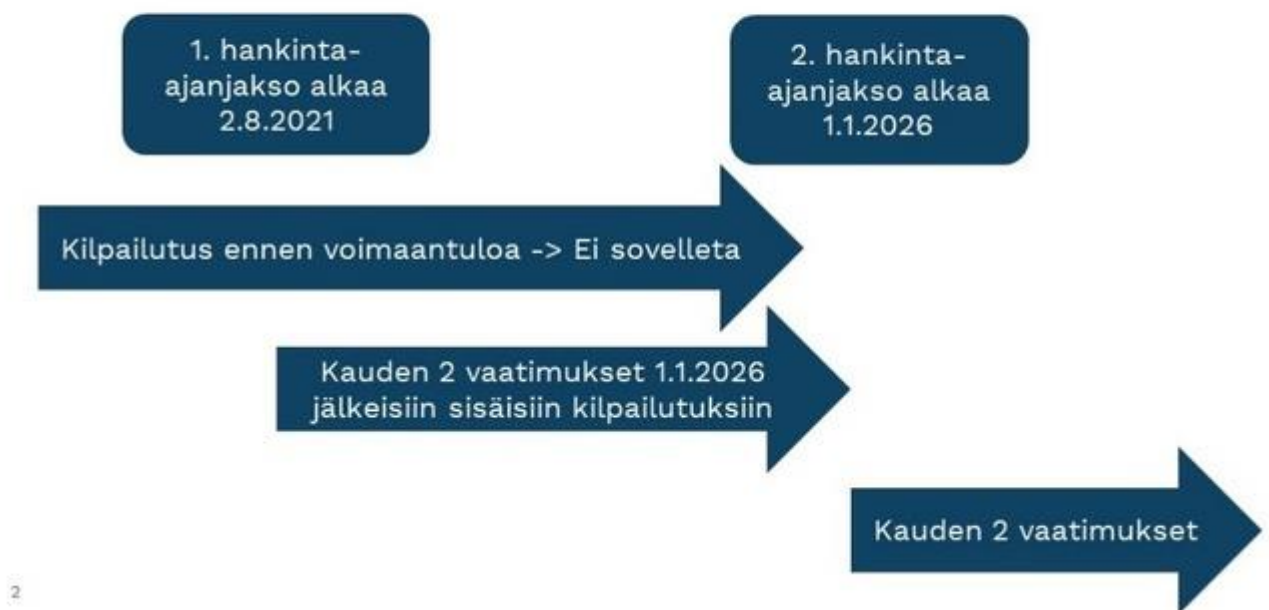 1. hankinta-
ajanjakso alkaa
2.8.2021
2. hankinta-
ajanjakso alkaa
1.1.2026
Kilpailutus ennen voimaantuloa -> Ei sovelleta
Kauden 2 vaatimukset 1.1.2026
jälkeisiin sisäisiin kilpailutuksiin
Kauden 2 vaatimukset
2